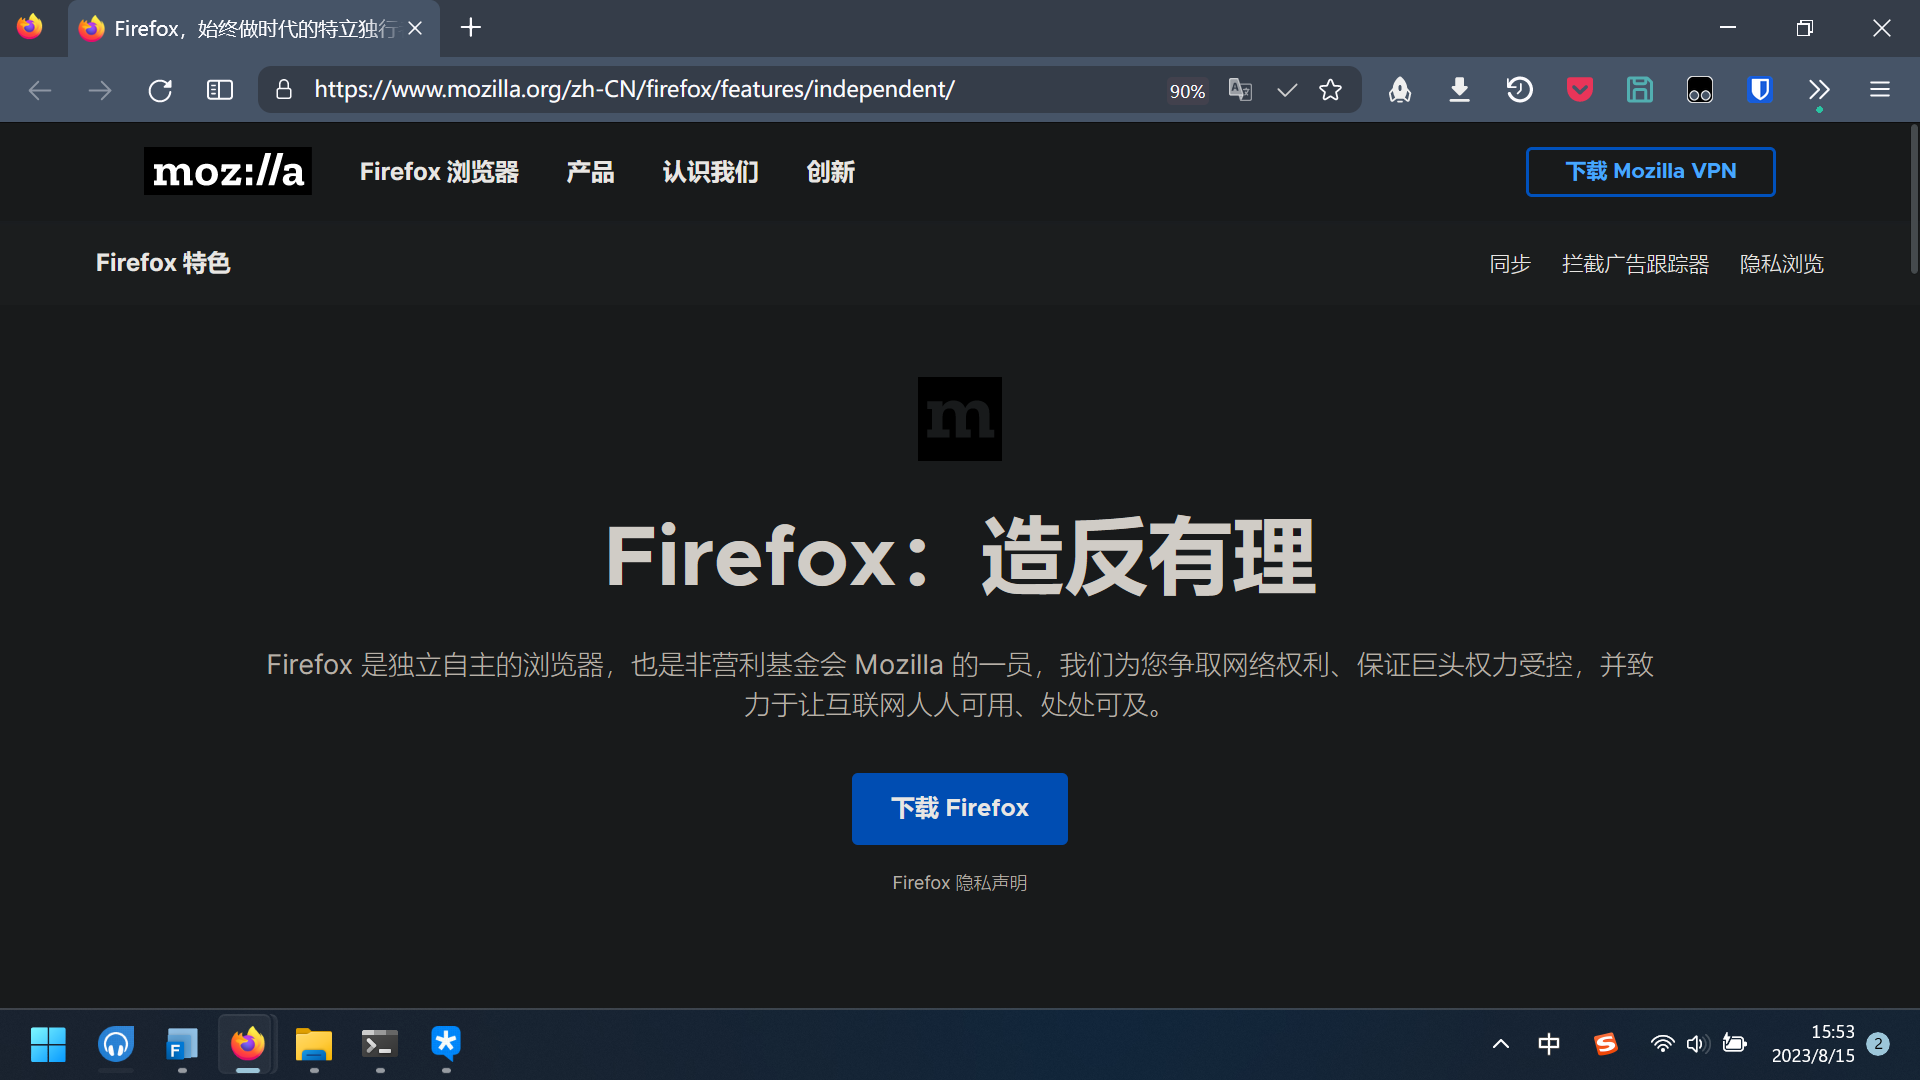 Firefox，始终做时代的特立独行
https://www.mozilla.org/zh-CN/firefox/features/independent/
90%
moz://a
Firefox 浏览器
产品
认识我们
创新
下载 Mozilla VPN
Firefox 特色
同步
拦截广告跟踪器
隐私浏览
m
Firefox：造反有理
Firefox 是独立自主的浏览器，也是非营利基金会 Mozilla 的一员，我们为您争取网络权利、保证巨头权力受控，并致
力于让互联网人人可用、处处可及。
下载 Firefox
Firefox 隐私声明
F
中
S
15:53
2023/8/15
2